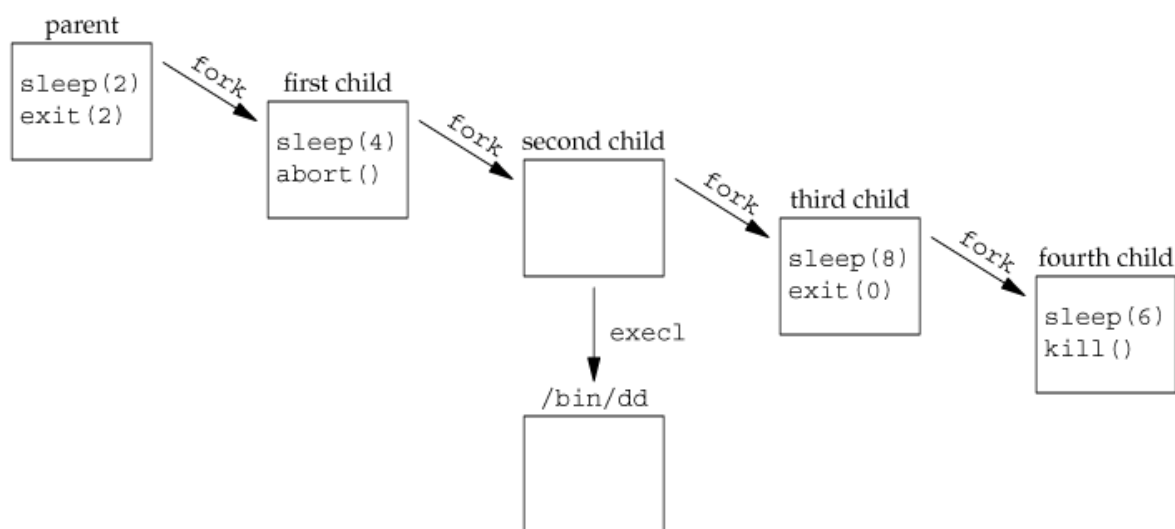 parent
sleep(2)
exit(2)
fork
first child
sleep(4)
abort()
fork
second child
fork
third child
sleep(8)
exit(0)
fork
fourth child
sleep(6)
kill()
execl
/bin/dd